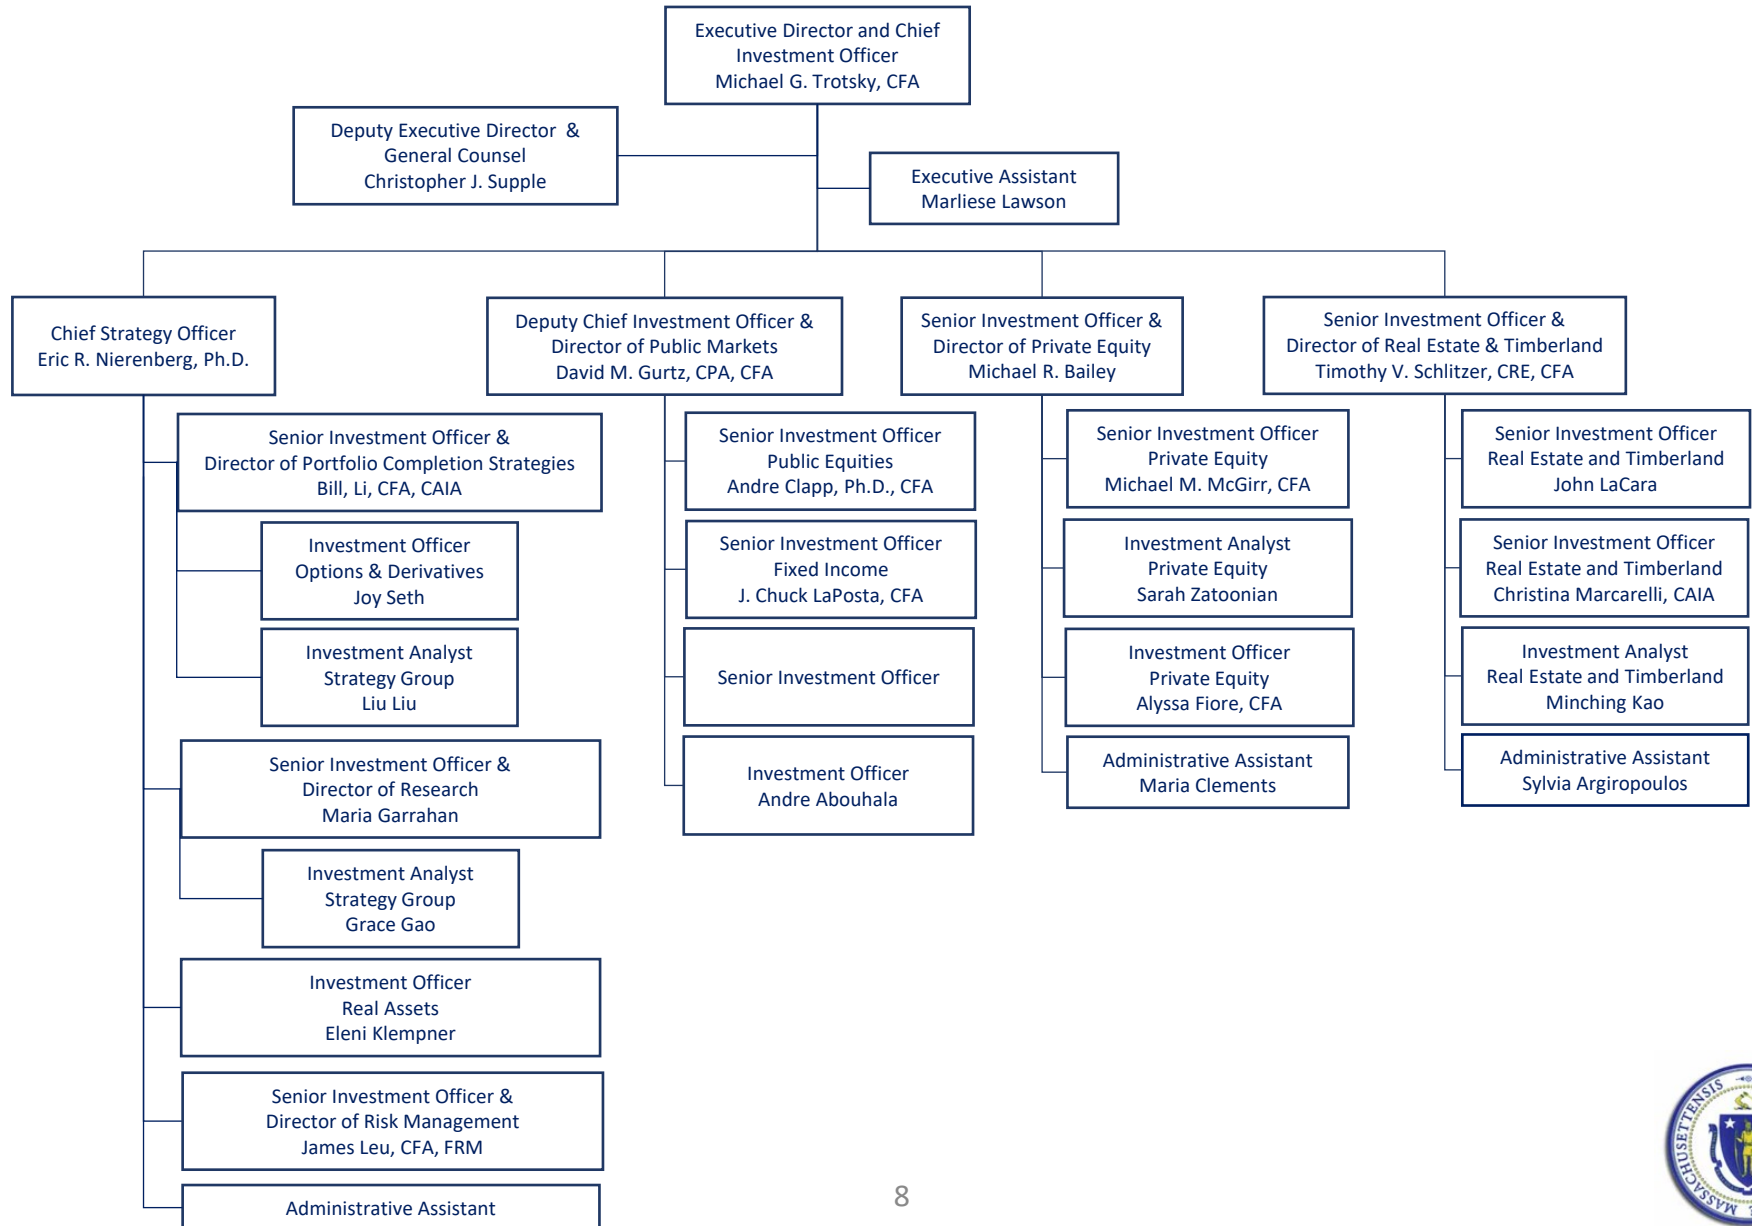 Executive Director and Chief
Investment Officer
Michael G. Trotsky, CFA
Deputy Executive Director &
General Counsel
Christopher J. Supple
Executive Assistant
Marliese Lawson
Chief Strategy Officer
Eric R. Nierenberg, Ph.D.
Deputy Chief Investment Officer &
Director of Public Markets
David M. Gurtz, CPA, CFA
Senior Investment Officer &
Director of Private Equity
Michael R. Bailey
Senior Investment Officer &
Director of Real Estate & Timberland
Timothy V. Schlitzer, CRE, CFA
Senior Investment Officer &
Director of Portfolio Completion Strategies
Bill, Li, CFA, CAIA
Investment Officer
Options & Derivatives
Joy Seth
Investment Analyst
Strategy Group
Liu Liu
Senior Investment Officer &
Director of Research
Maria Garrahan
Investment Analyst
Strategy Group
Grace Gao
Investment Officer
Real Assets
Eleni Klempner
Senior Investment Officer &
Director of Risk Management
James Leu, CFA, FRM
Administrative Assistant
Senior Investment Officer
Public Equities
Andre Clapp, Ph.D., CFA
Senior Investment Officer
Fixed Income
J. Chuck LaPosta, CFA
Senior Investment Officer
Investment Officer
Andre Abouhala
Senior Investment Officer
Private Equity
Michael M. McGirr, CFA
Investment Analyst
Private Equity
Sarah Zatoonian
Investment Officer
Private Equity
Alyssa Fiore, CFA
Administrative Assistant
Maria Clements
Senior Investment Officer
Real Estate and Timberland
John LaCara
Senior Investment Officer
Real Estate and Timberland
Christina Marcarelli, CAIA
Investment Analyst
Real Estate and Timberland
Minching Kao
Administrative Assistant
Sylvia Argiropoulos
8
MASSACHUSETTENSIS